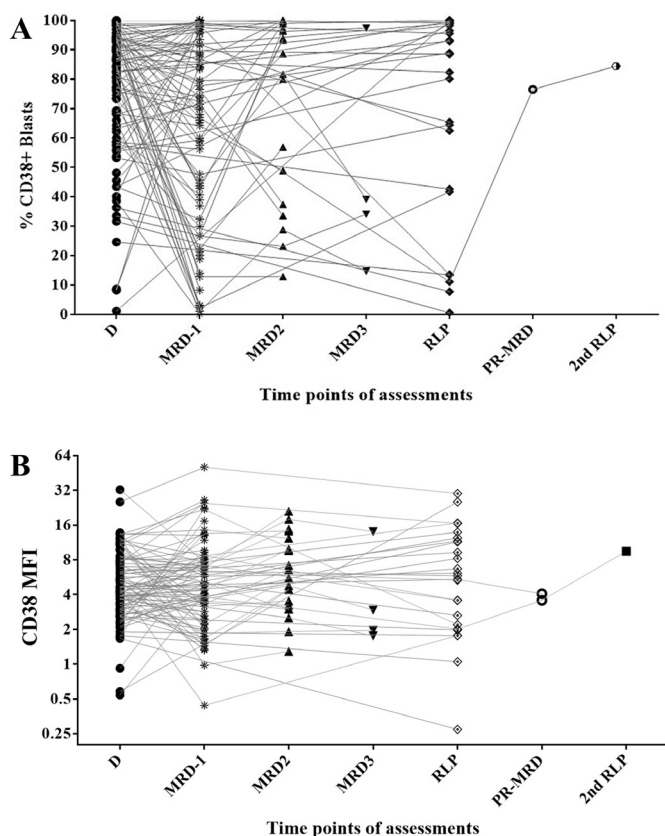 A
% CD38+ Blasts
100
90
80
70
60
50
40
30
20
10
0
D
MRD-1
MRD2
MRD3
RLP
PR-MRD
2nd RLP
Time points of assessments
B
CD38 MFI
64
32
16
8
4
2
1
0.5
0.25
D
MRD-1
MRD2
MRD3
RLP
PR-MRD
2nd RLP
Time points of assessments